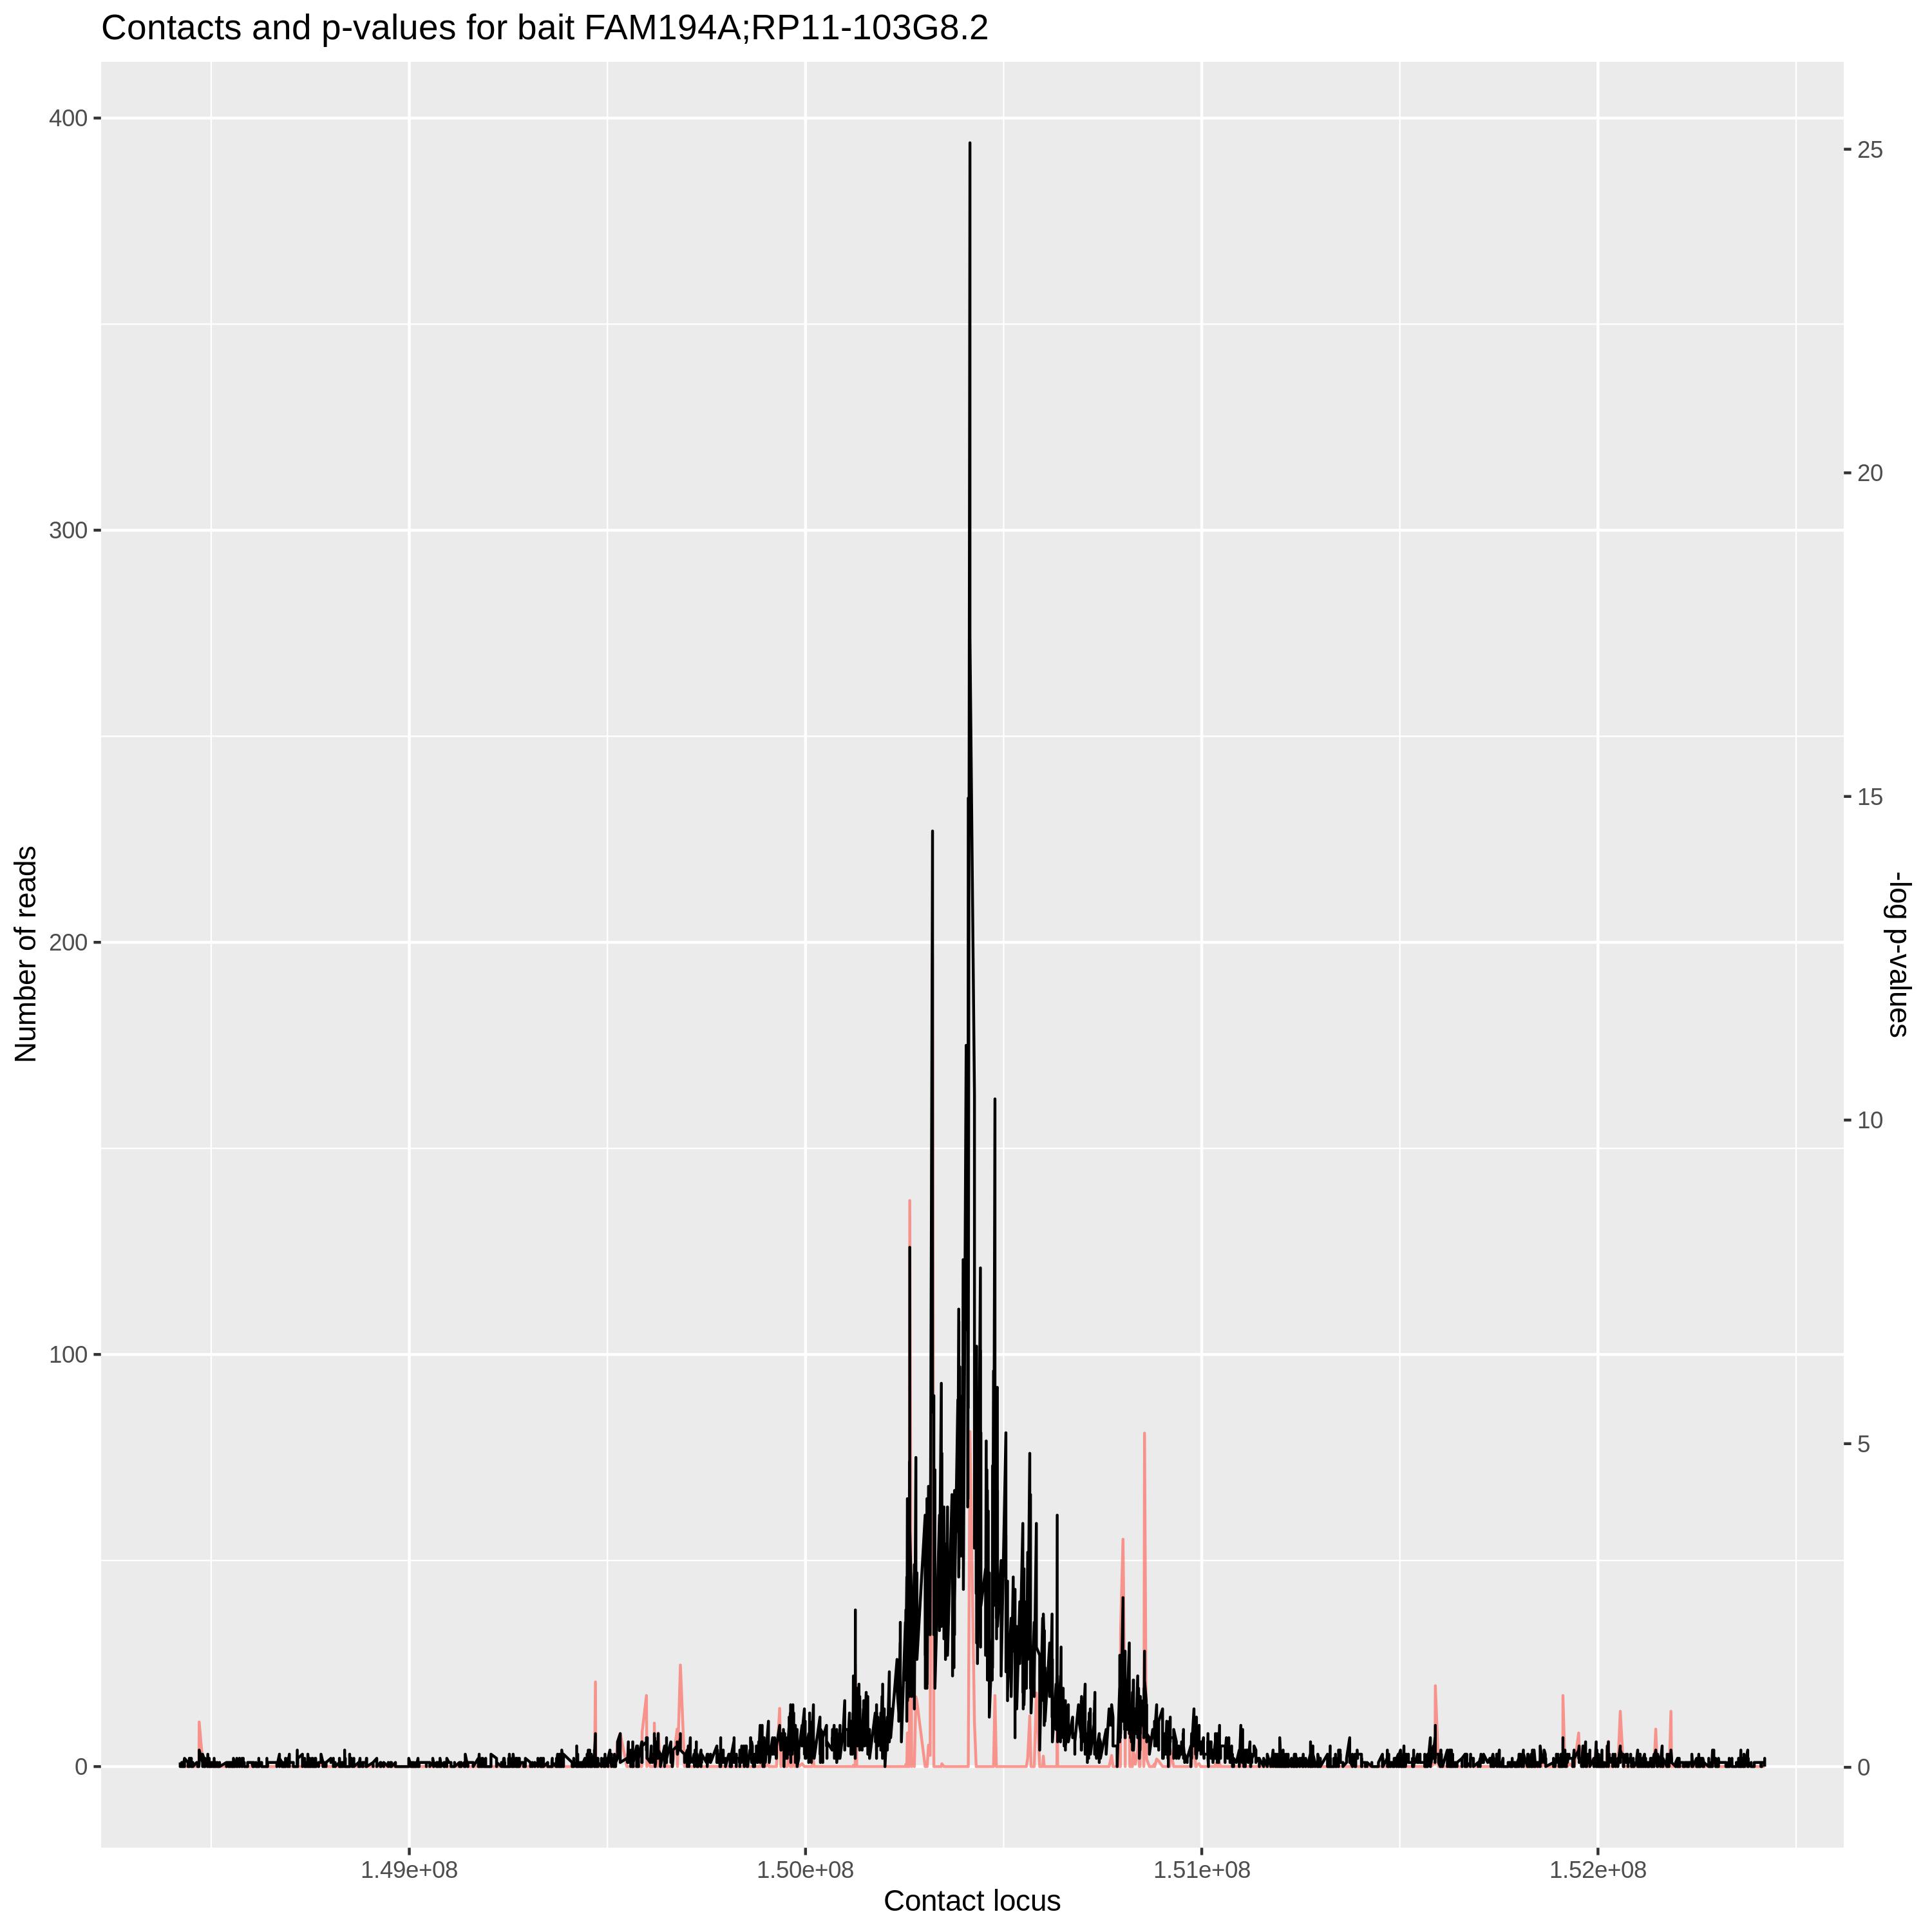 Contacts and p-values for bait FAM194A;RP11-103G8.2
400
300
200
100
0
Number of reads
25
20
15
10
5
0
-log p-values
1.49e+08
1.50e+08
1.51e+08
1.52e+08
Contact locus